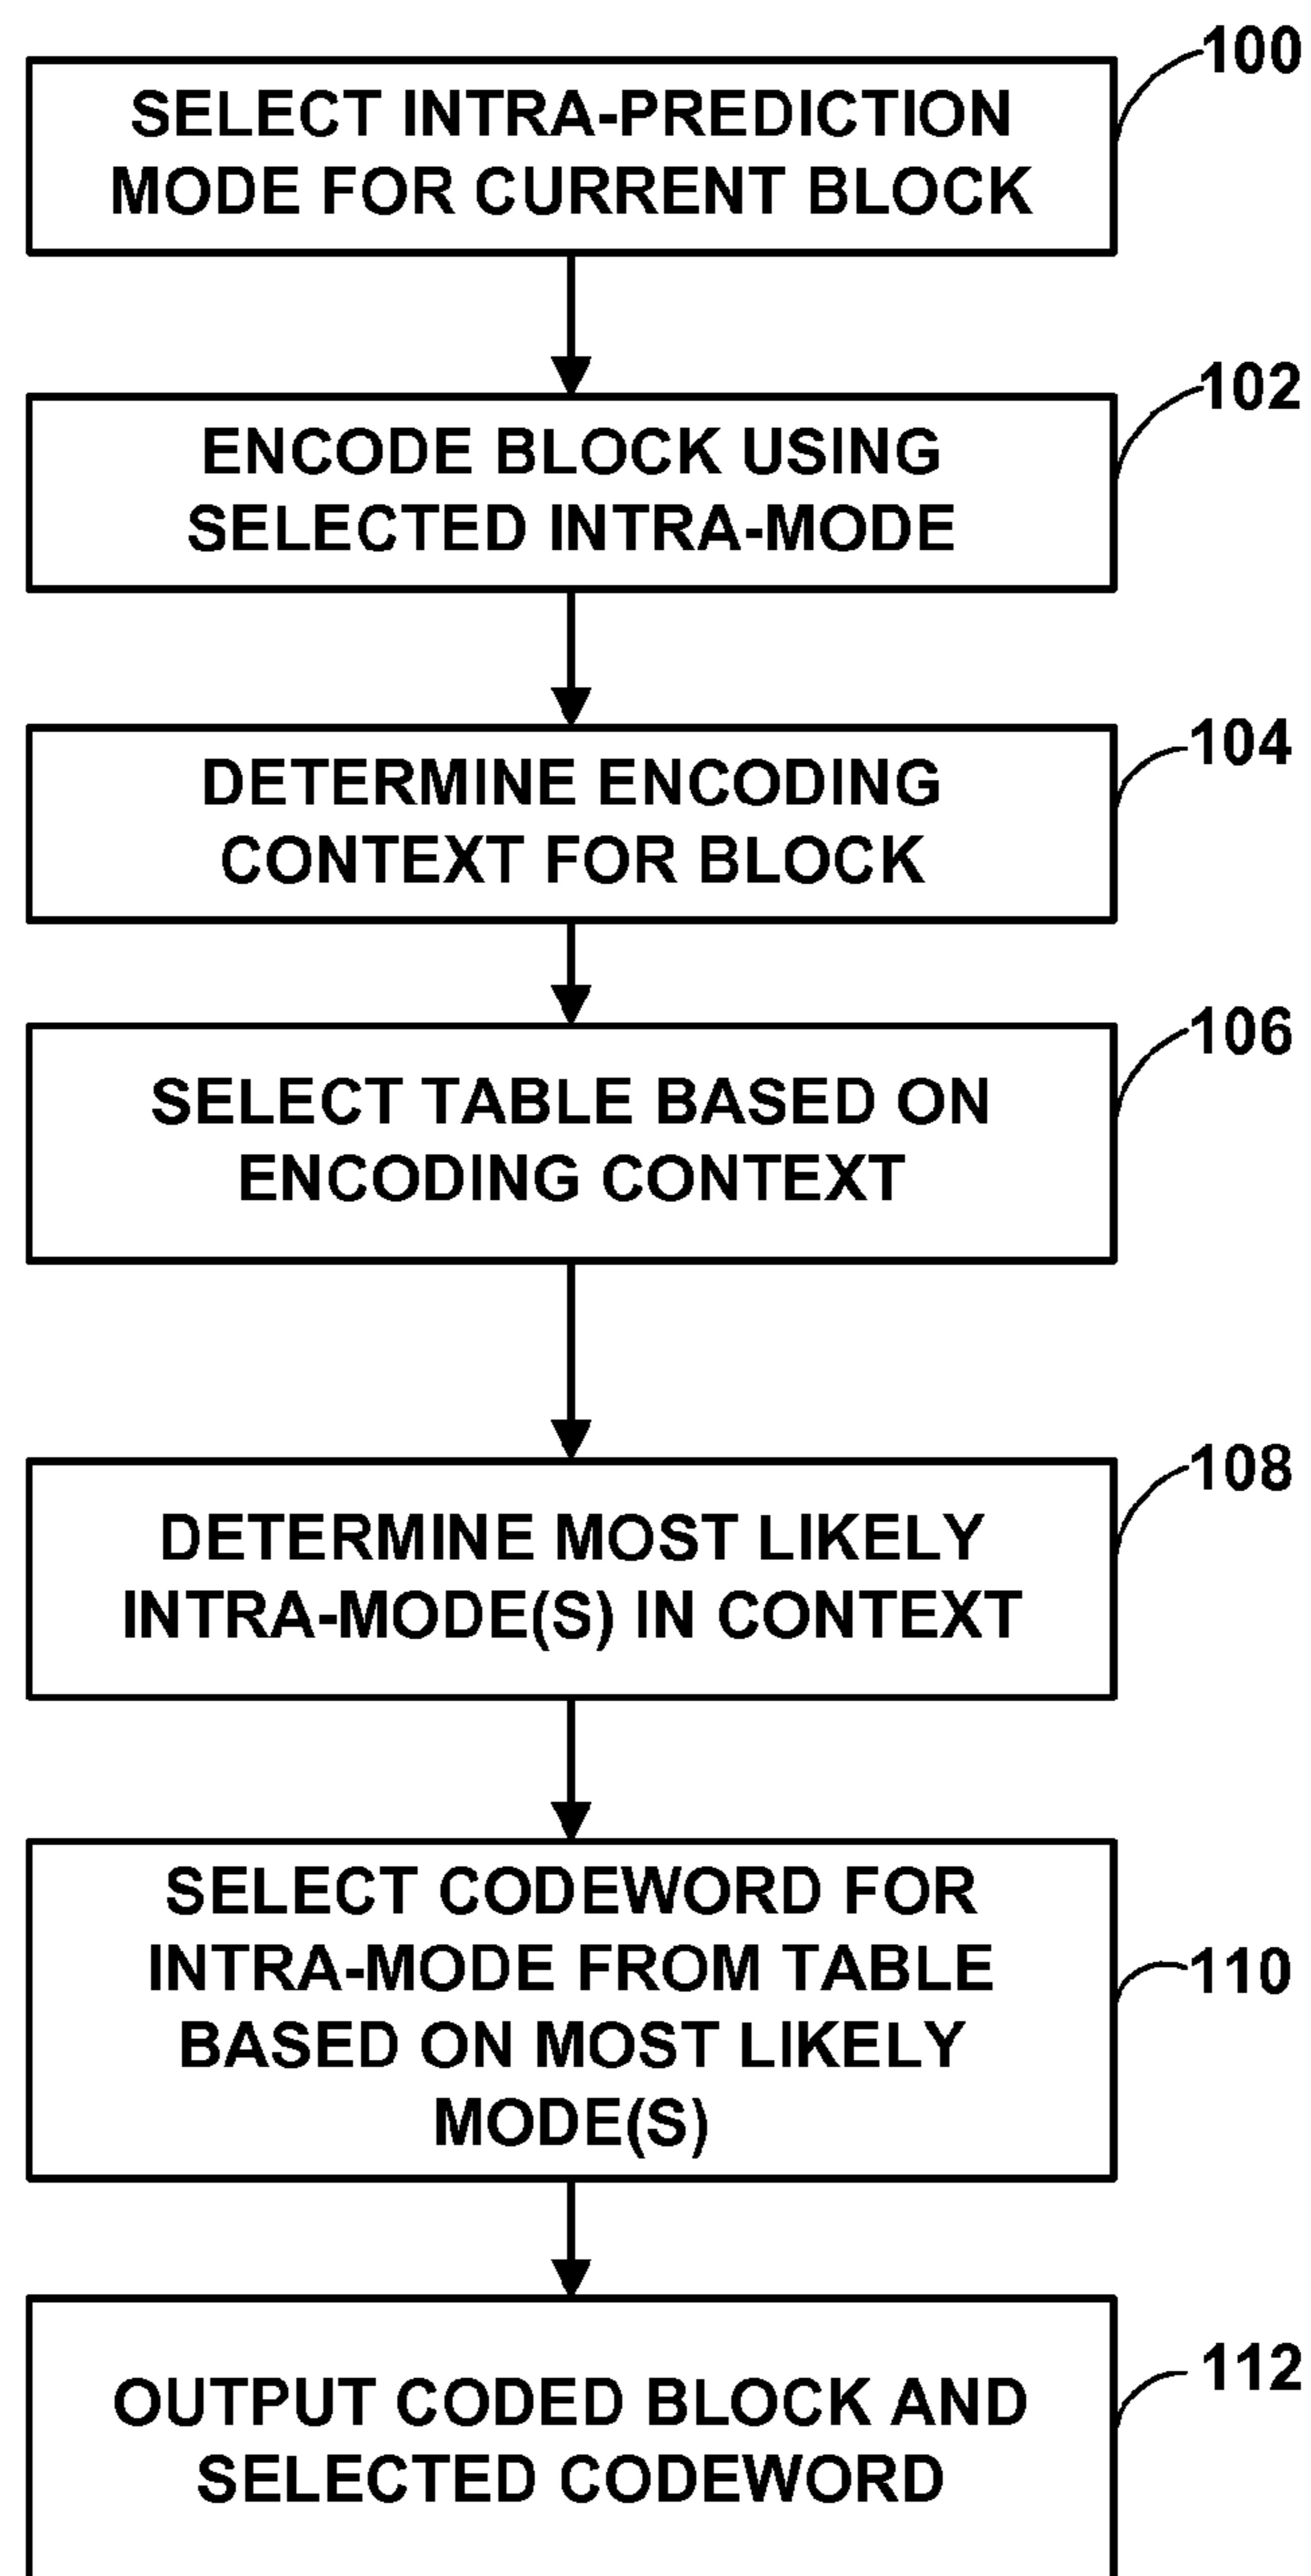 100
SELECT INTRA-PREDICTION
MODE FOR CURRENT BLOCK
102
ENCODE BLOCK USING
SELECTED INTRA-MODE
104
DETERMINE ENCODING
CONTEXT FOR BLOCK
106
SELECT TABLE BASED ON
ENCODING CONTEXT
108
DETERMINE MOST LIKELY
INTRA-MODE(S) IN CONTEXT
SELECT CODEWORD FOR
110
INTRA-MODE FROM TABLE
BASED ON MOST LIKELY
MODE(S)
112
OUTPUT CODED BLOCK AND
SELECTED CODEWORD